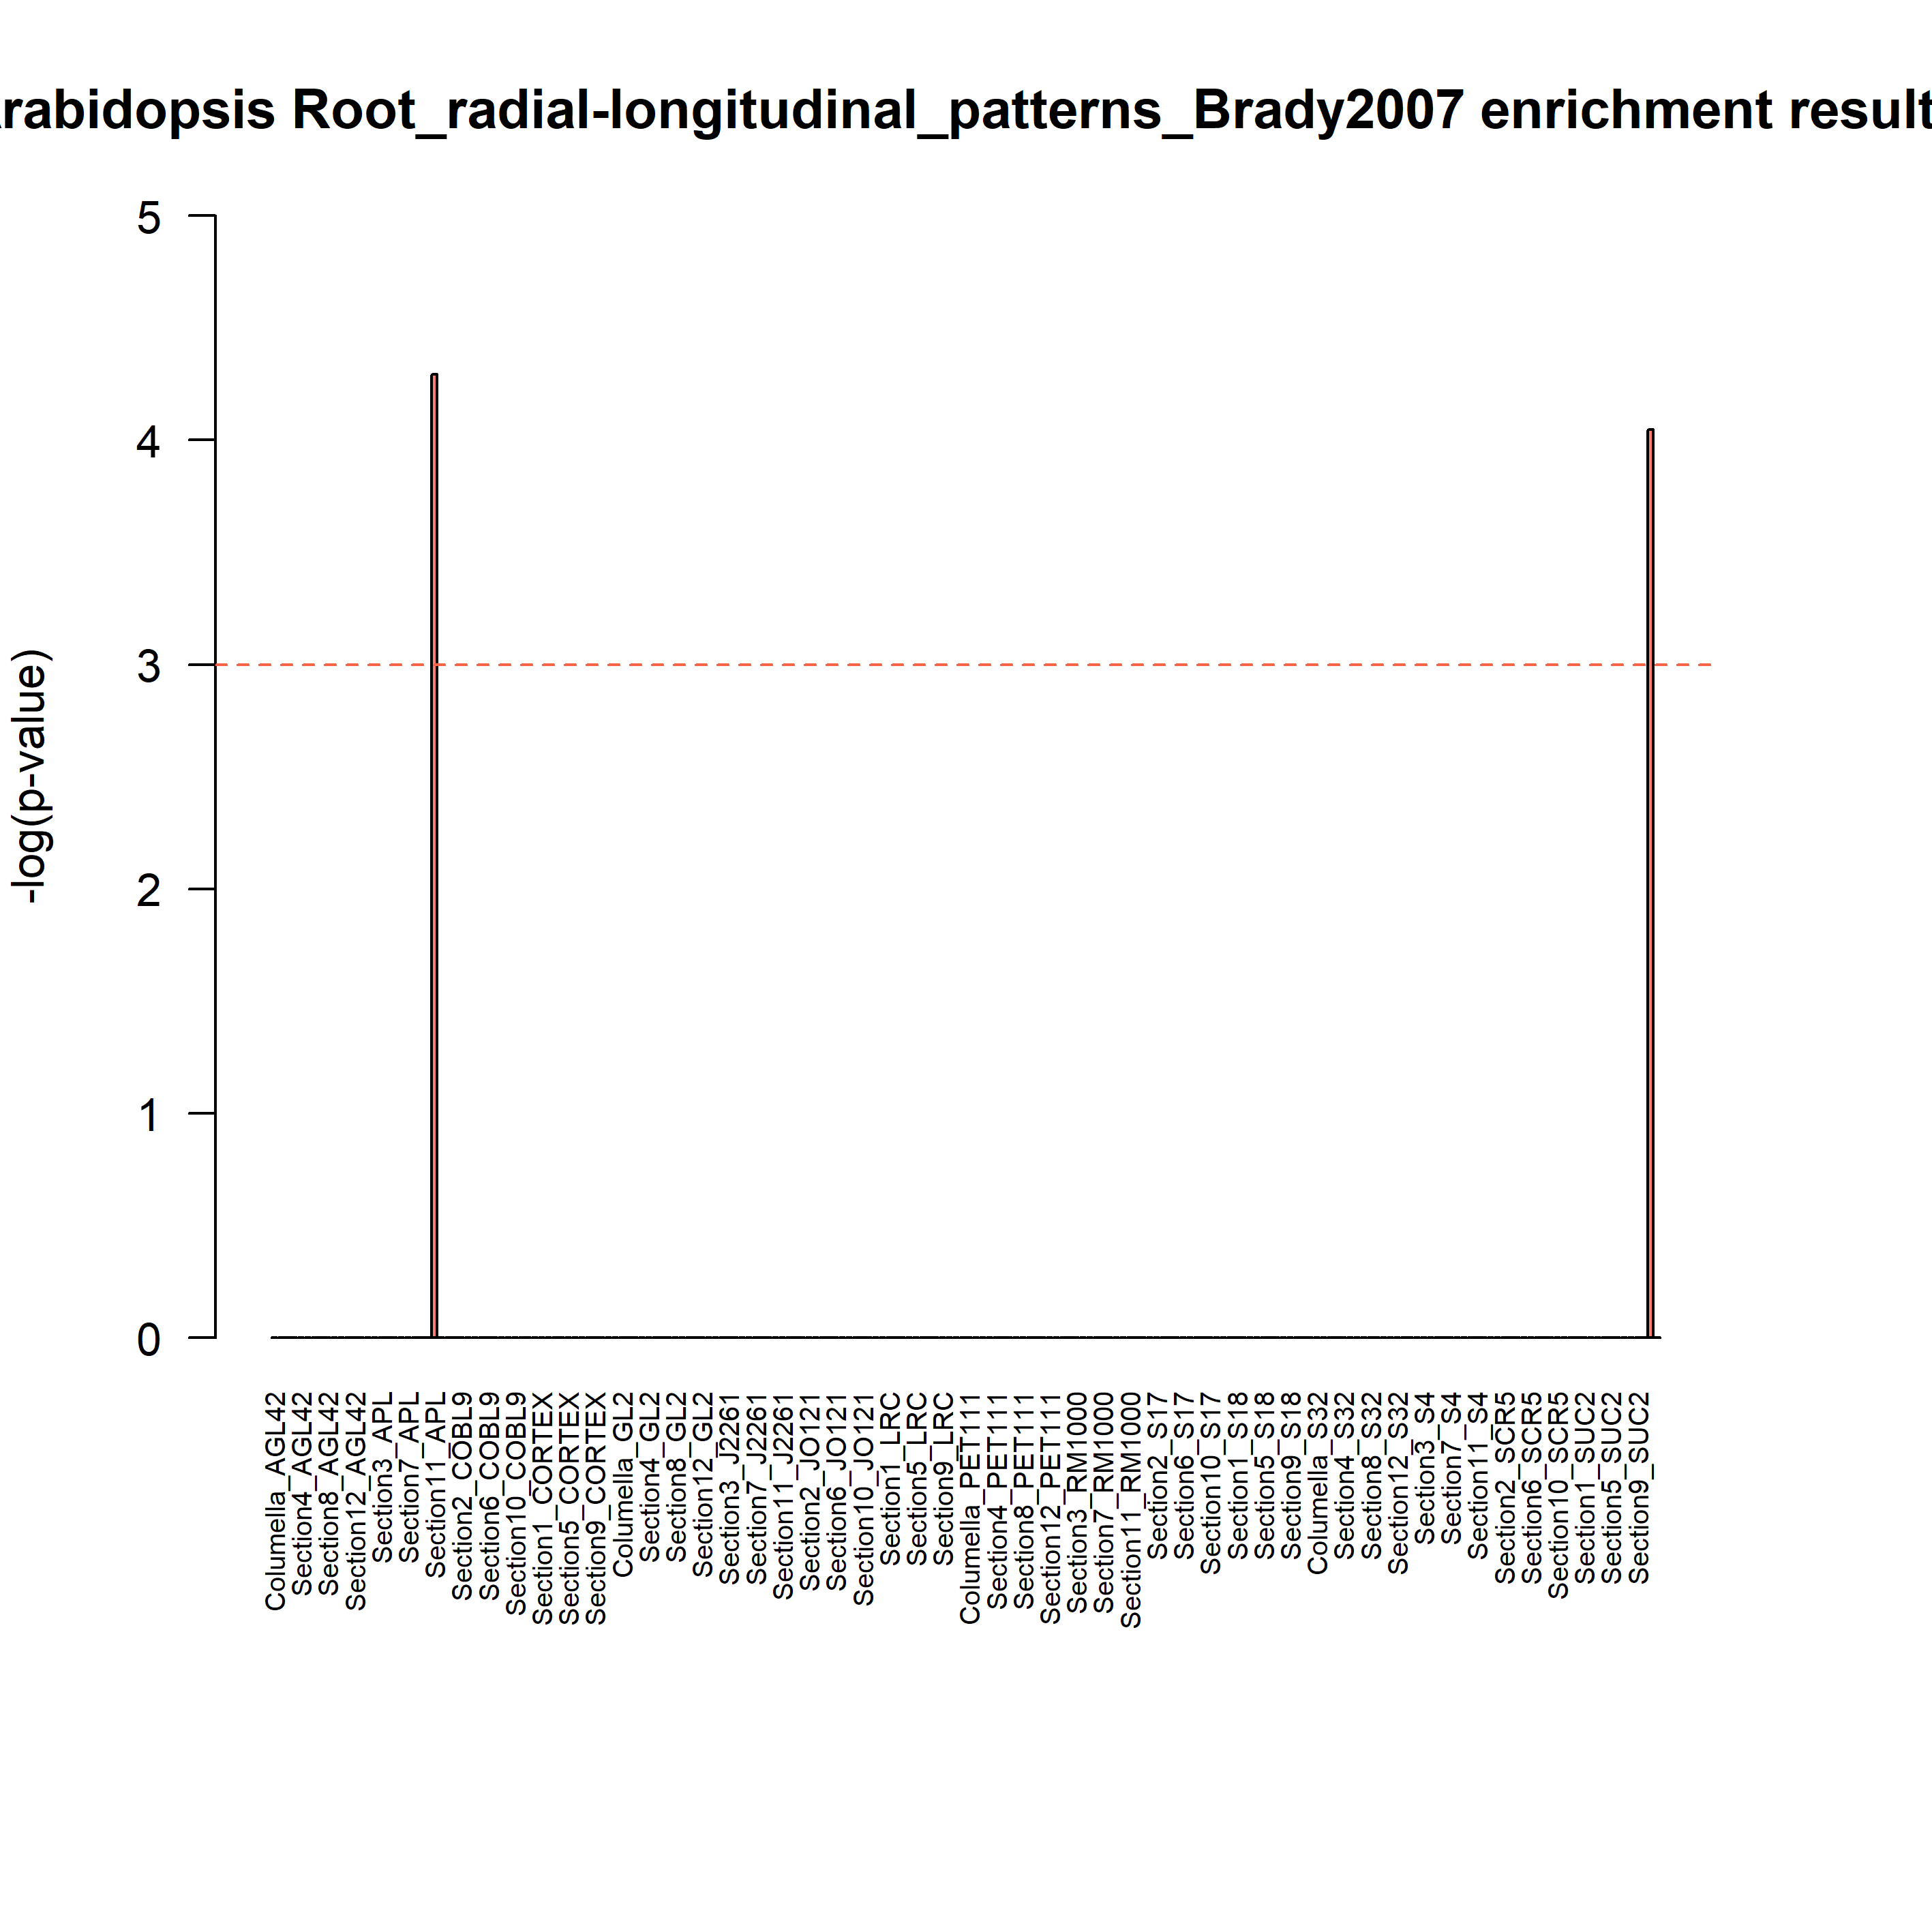 rabidopsis Root_radial-longitudinal_patterns_Brady2007 enrichment result
-log(p-value)
5
4
3
2
1
0
Columella_AGL42
Section4_AGL42
Section8_AGL42
Section12_AGL42
Section3_APL
Section7_APL
Section11_APL
Section2_COBL9
Section6_COBL9
Section10_COBL9
Section1_CORTEX
Section5_CORTEX
Section9_CORTEX
Columella_GL2
Section4_GL2
Section8_GL2
Section12_GL2
Section3_J2261
Section7_J2261
Section11_J2261
Section2_JO121
Section6_JO121
Section10_JO121
Section1_LRC
Section5_LRC
Section9_LRC
Columella_PET111
Section4_PET111
Section8_PET111
Section12_PET111
Section3_RM1000
Section7_RM1000
Section11_RM1000
Section2_S17
Section6_S17
Section10_S17
Section1_S18
Section5_S18
Section9_S18
Columella_S32
Section4_S32
Section8_S32
Section12_S32
Section3_S4
Section7_S4
Section11_S4
Section2_SCR5
Section6_SCR5
Section10_SCR5
Section1_SUC2
Section5_SUC2
Section9_SUC2